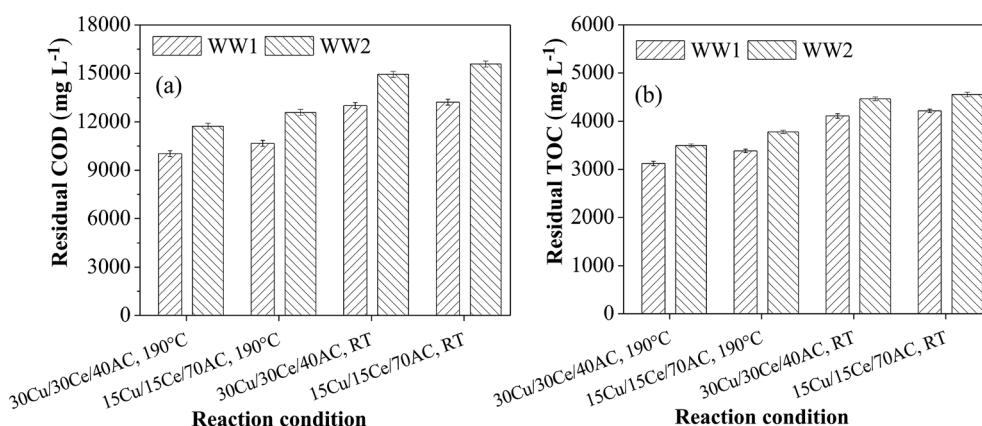 18000
15000
12000
9000
6000
3000
0
Residual COD (mg L⁻¹)
WW1
WW2
(a)
30Cu/30Ce/40AC, 190°C
15Cu/15Ce/70AC, 190°C
30Cu/30Ce/40AC, RT
15Cu/15Ce/70AC, RT
Reaction condition
6000
5000
4000
3000
2000
1000
0
Residual TOC (mg L⁻¹)
WW1
WW2
(b)
30Cu/30Ce/40AC, 190°C
15Cu/15Ce/70AC, 190°C
30Cu/30Ce/40AC, RT
15Cu/15Ce/70AC, RT
Reaction condition